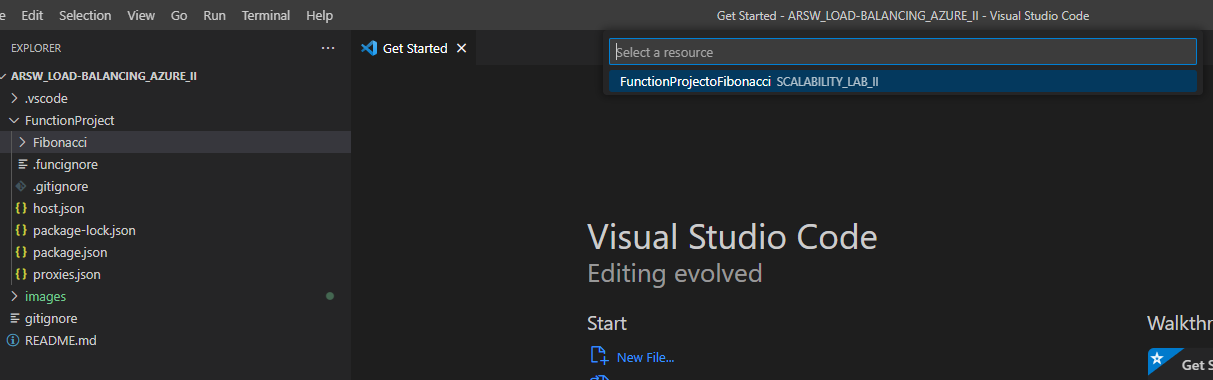 e Edit Selection View Go Run Terminal Help Get Started - ARSW_LOAD-BALANCING_AZURE_II - Visual Studio Code
EXPLORER ···
Get Started
Select a resource
FunctionProjectoFibonacci SCALABILITY_LAB_II
ARSW_LOAD-BALANCING_AZURE_II
.vscode
FunctionProject
Fibonacci
.funcignore
.gitignore
host.json
package-lock.json
package.json
proxies.json
images
gitignore
README.md
Visual Studio Code
Editing evolved
Start
New File...
Walkthr
Get S